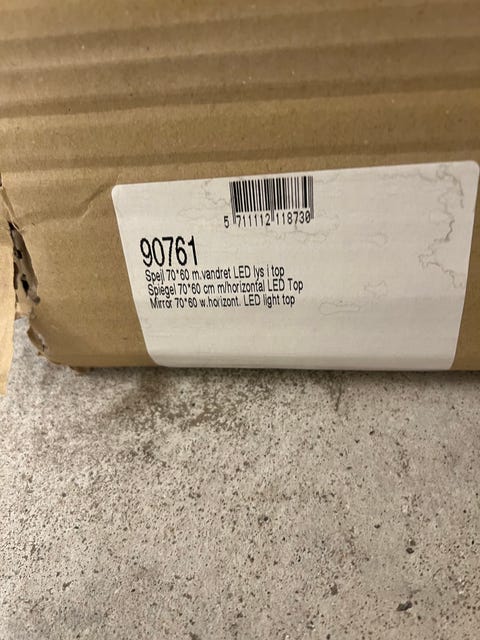 5 711112 118730
90761
Spejl 70*60 m.vandret LED lys i top
Spiegel 70*60 cm m/horizontal LED Top
Mirror 70*60 w.horizont. LED light top